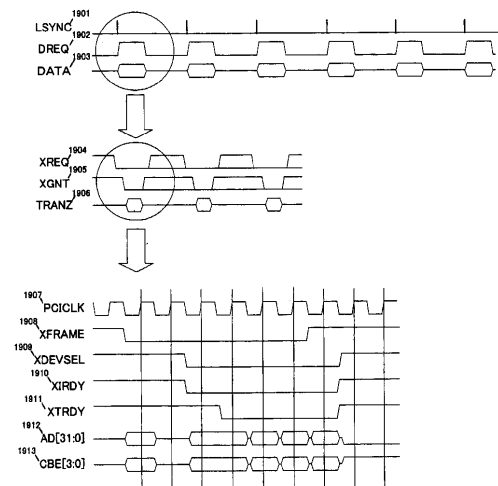 LSYNC 1901
DREQ 1902
DATA 1903
XREQ 1904
XGNT 1905
TRANZ 1906
PCICLK 1907
XFRAME 1908
XDEVSEL 1909
XIRDY 1910
XTRDY 1911
AD[31:0] 1912
CBE[3:0] 1913